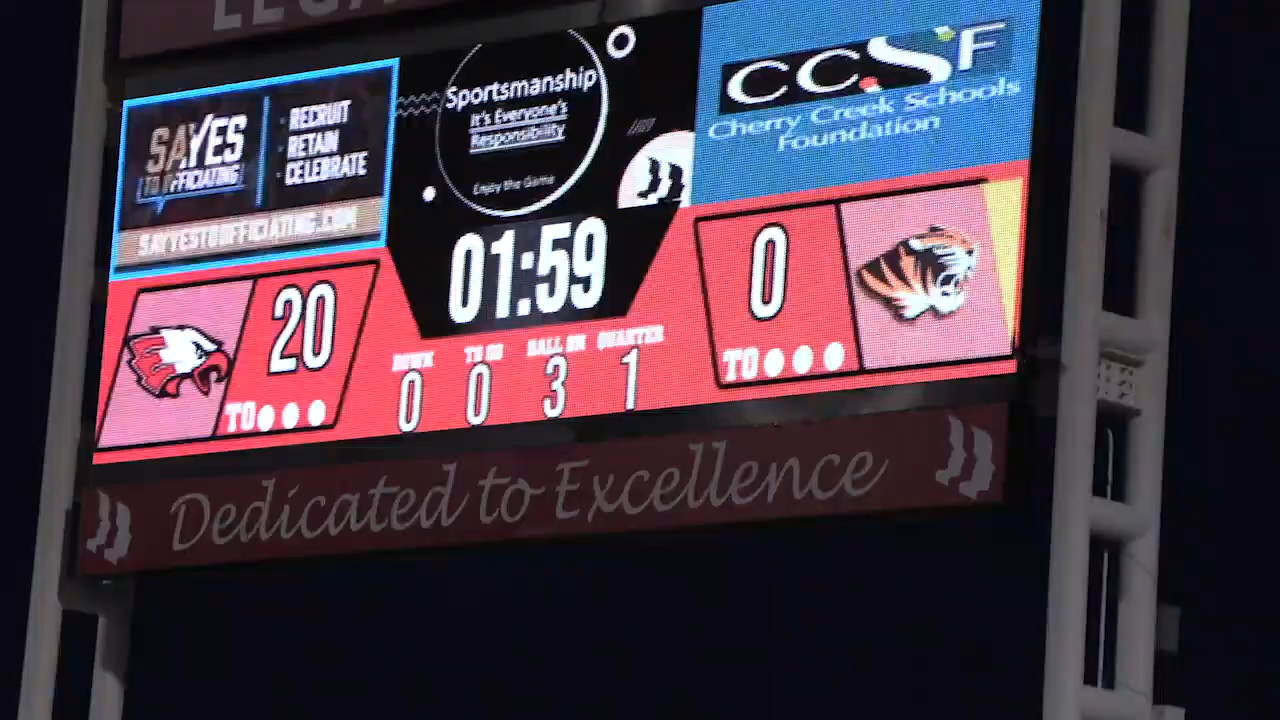 SAYES
TO OFFICIATING
RECRUIT
RETAIN
CELEBRATE
SAYYESTOOFFICIATING.COM
Sportsmanship
It's Everyone's
Responsibility
Enjoy the Game
CCSF
Cherry Creek Schools
Foundation
01:59
20
TO
DOWN TO GO BALL ON QUARTER
0 0 3 1
0
TO
Dedicated to Excellence